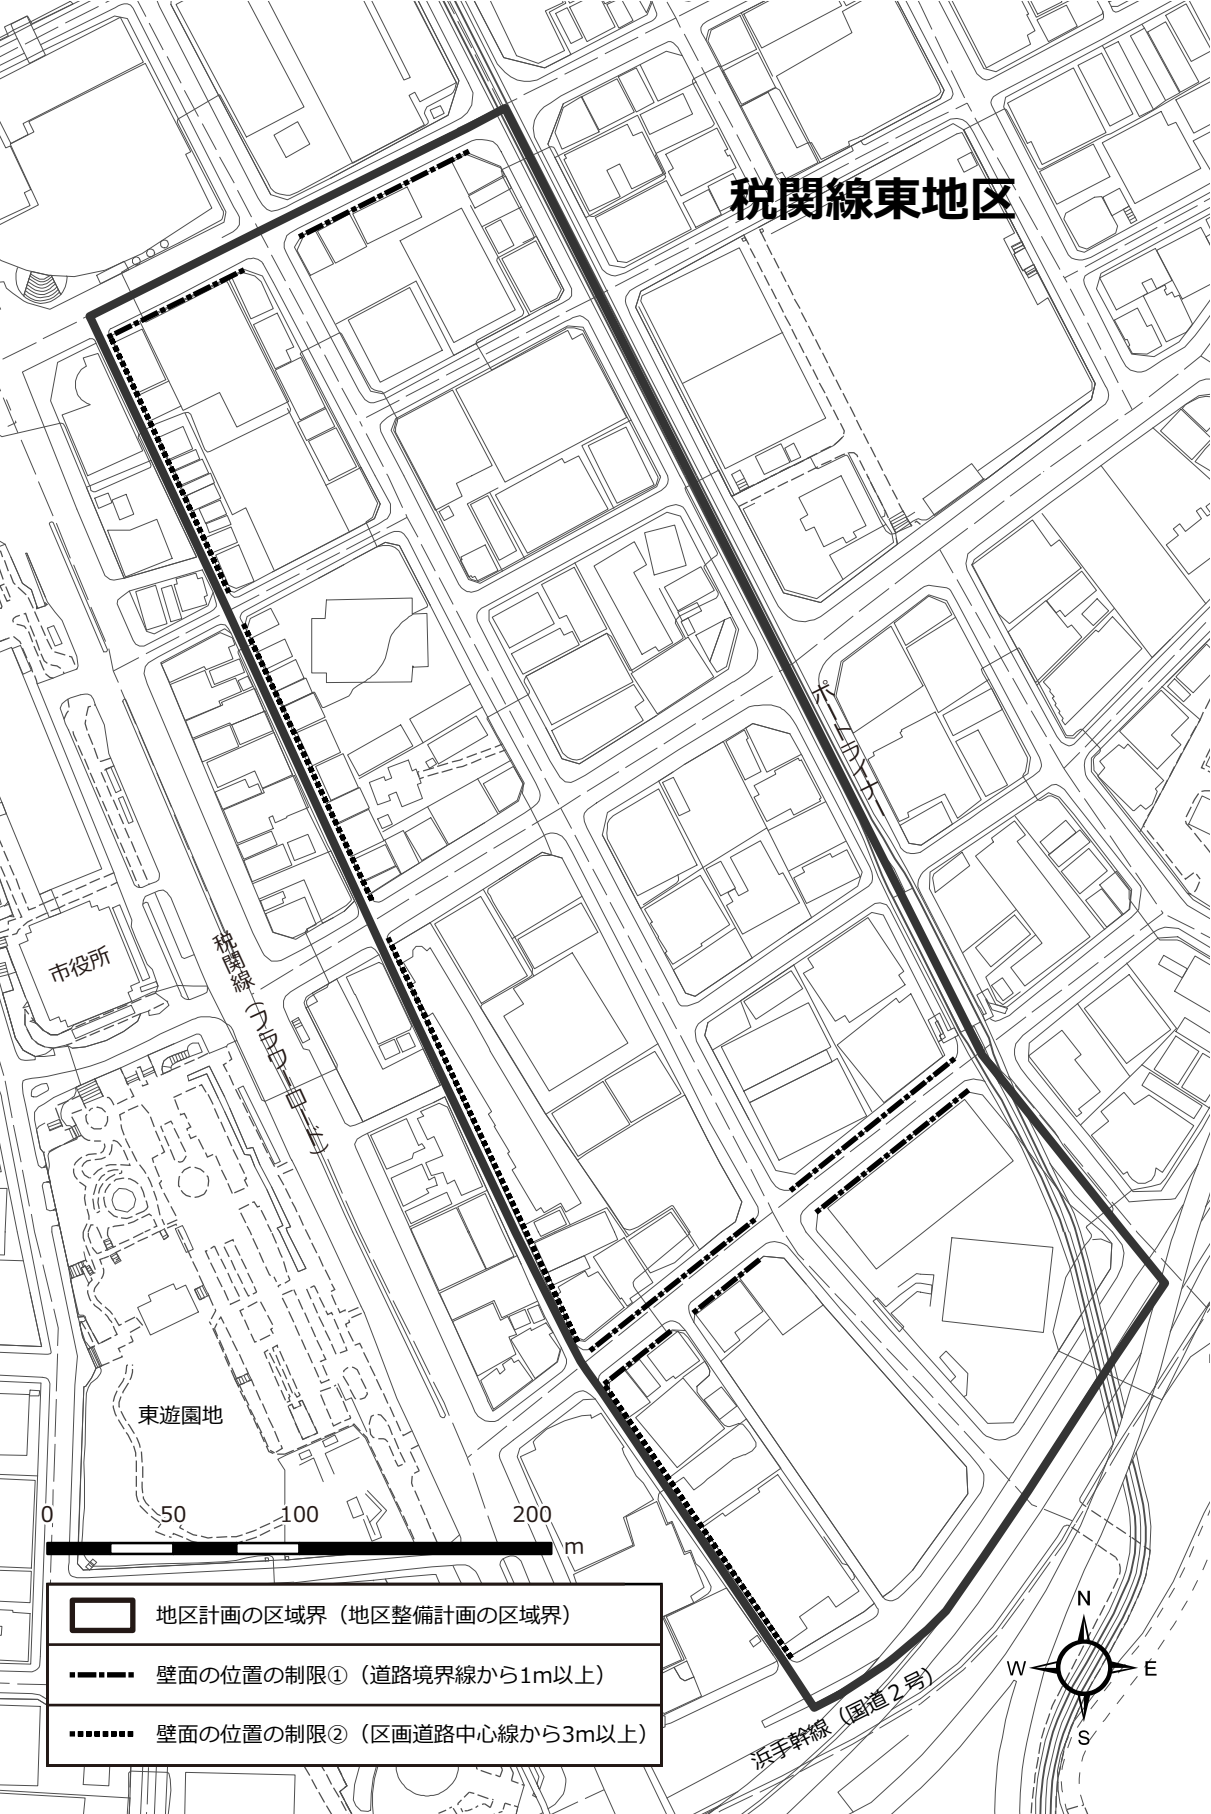 税関線東地区
ポートライナー
税関線（フラワーロード）
市役所
東遊園地
0 50 100 200
m
地区計画の区域界（地区整備計画の区域界）
壁面の位置の制限①（道路境界線から1m以上）
壁面の位置の制限②（区画道路中心線から3m以上）
浜手幹線（国道２号）
N
W E
S